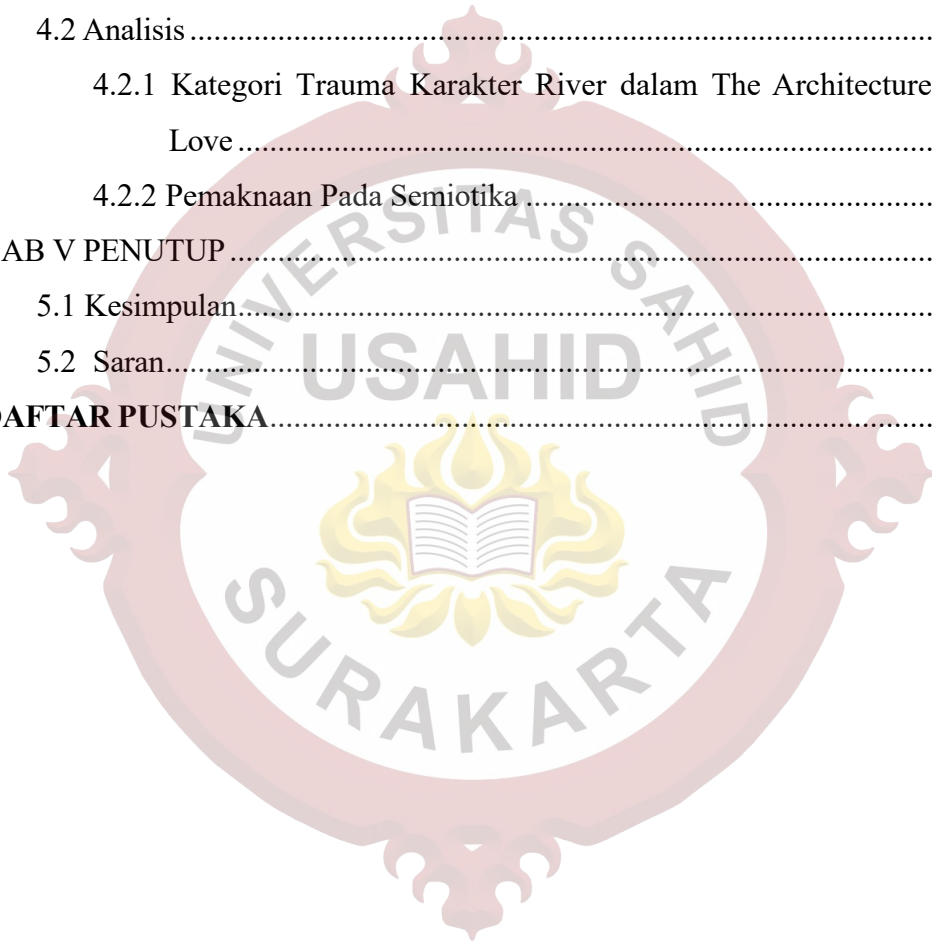 4.2 Analisis ................................................................................................
4.2.1 Kategori Trauma Karakter River dalam The Architecture
Love ..........................................................................................
4.2.2 Pemaknaan Pada Semiotika .....................................................
AB V PENUTUP ...........................................................................................
5.1 Kesimpulan..........................................................................................
5.2 Saran....................................................................................................
DAFTAR PUSTAKA.....................................................................................
UNIVERSITAS SAHID
USAHID
SURAKARTA